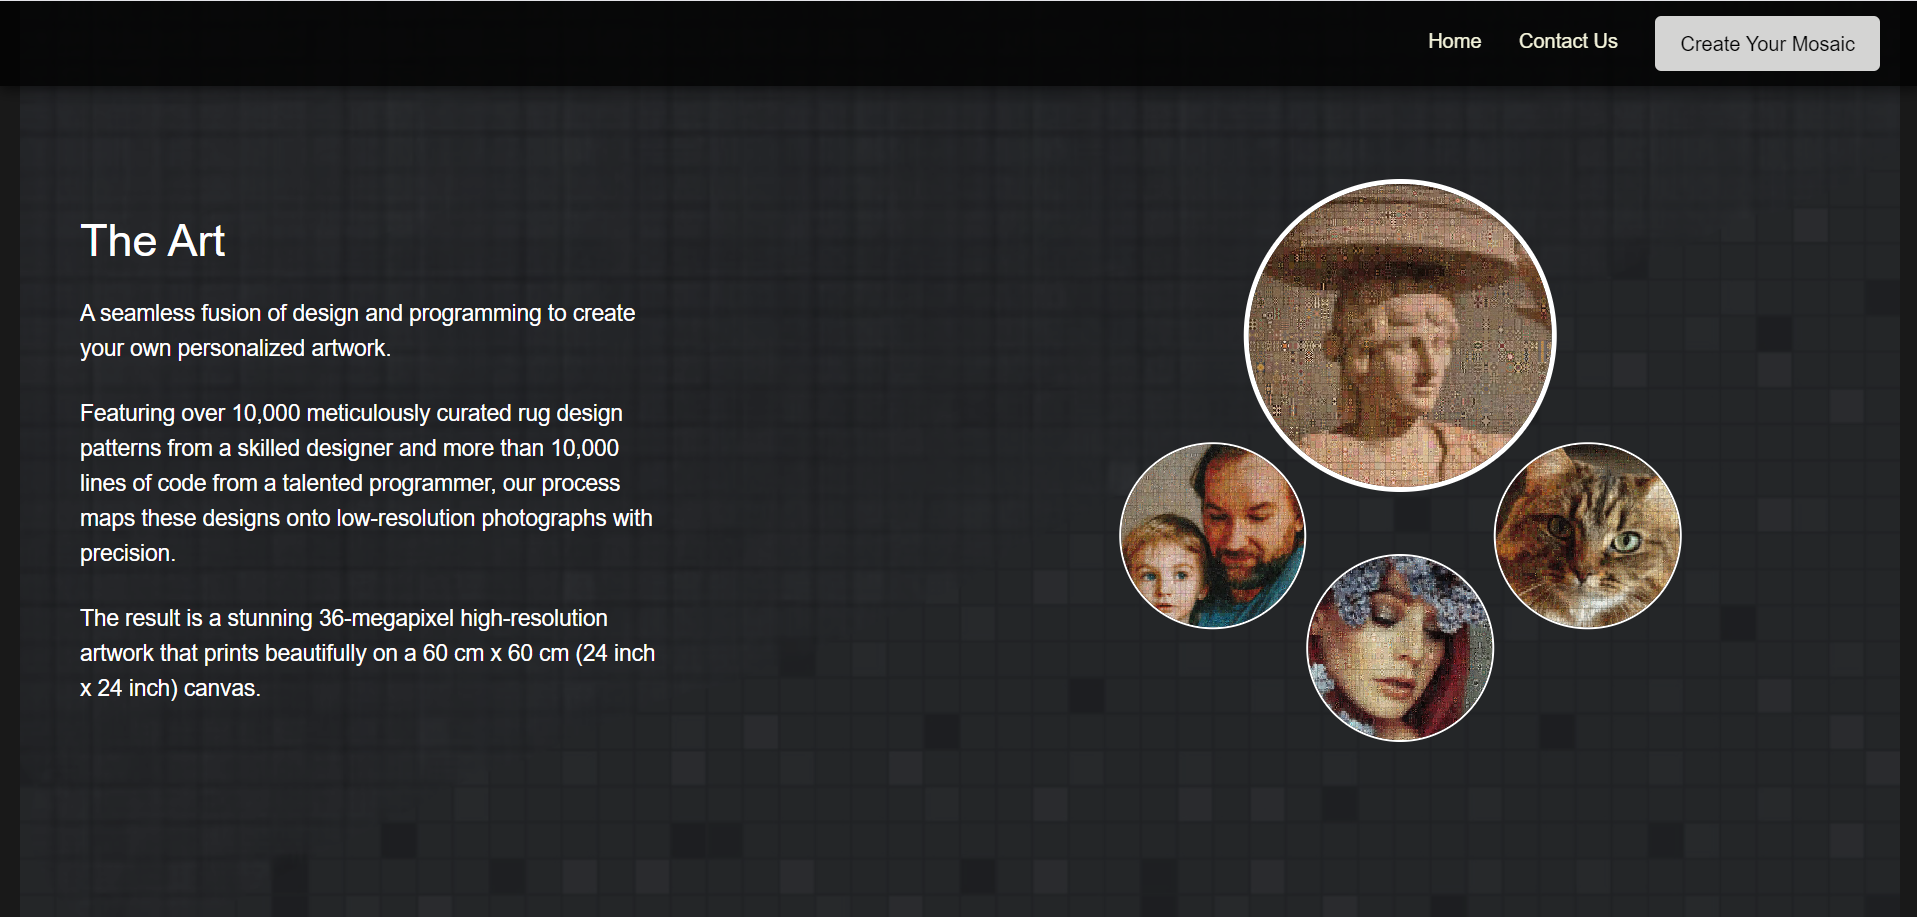 Home
Contact Us
Create Your Mosaic
The Art
A seamless fusion of design and programming to create
your own personalized artwork.
Featuring over 10,000 meticulously curated rug design
patterns from a skilled designer and more than 10,000
lines of code from a talented programmer, our process
maps these designs onto low-resolution photographs with
precision.
The result is a stunning 36-megapixel high-resolution
artwork that prints beautifully on a 60 cm x 60 cm (24 inch
x 24 inch) canvas.